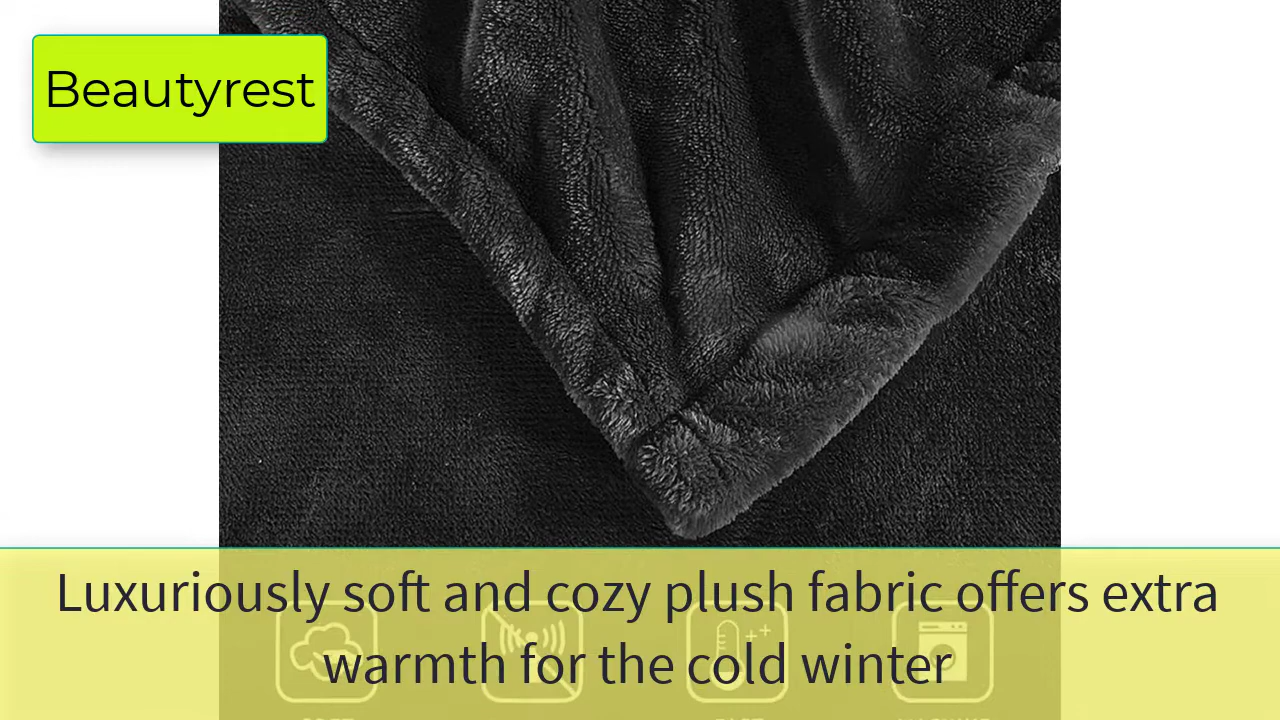 Beautyrest
Luxuriously soft and cozy plush fabric offers extra
warmth for the cold winter